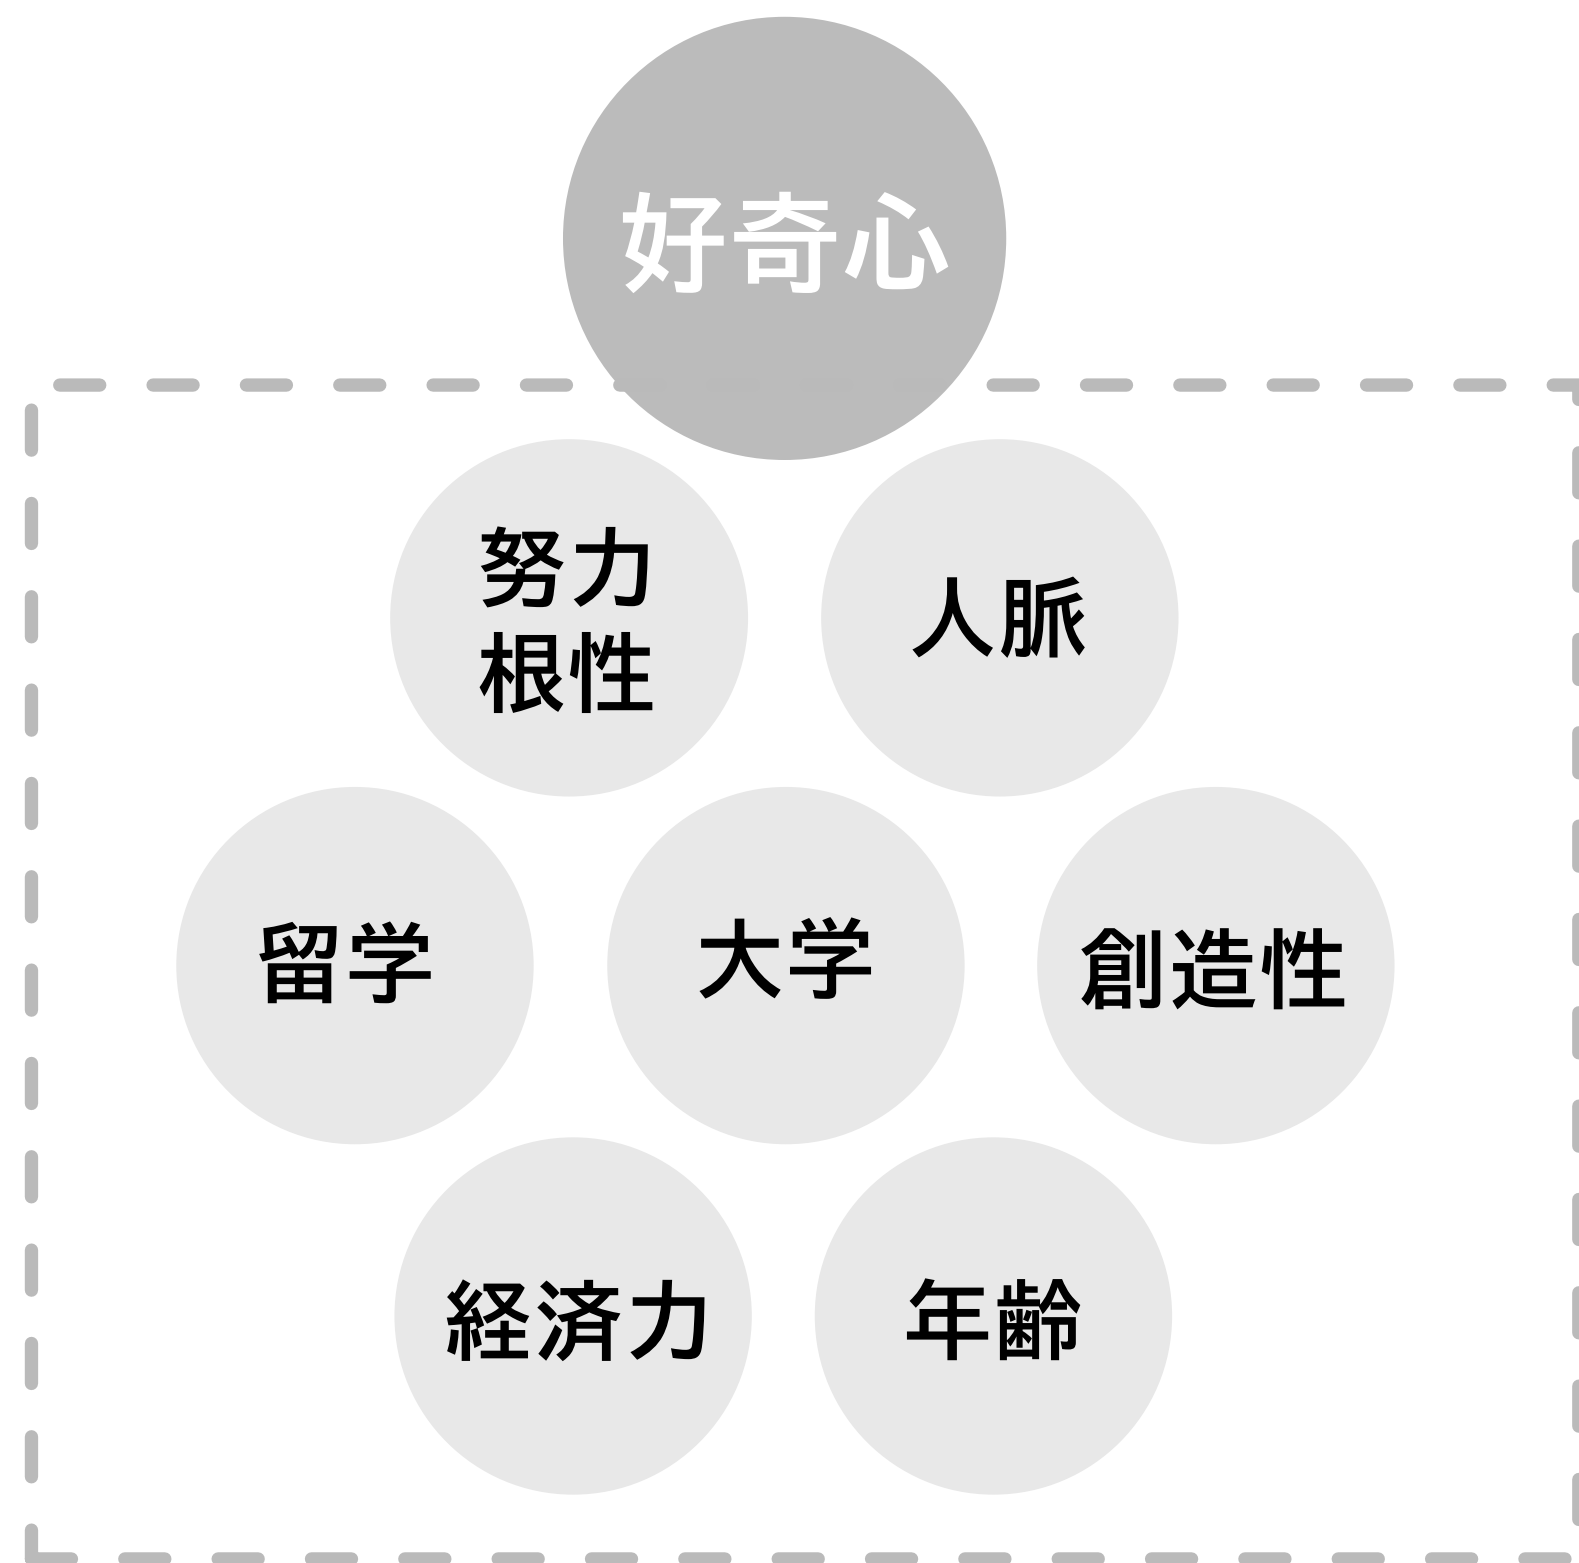 好奇心
努力
根性
人脈
留学
大学
創造性
経済力
年齢